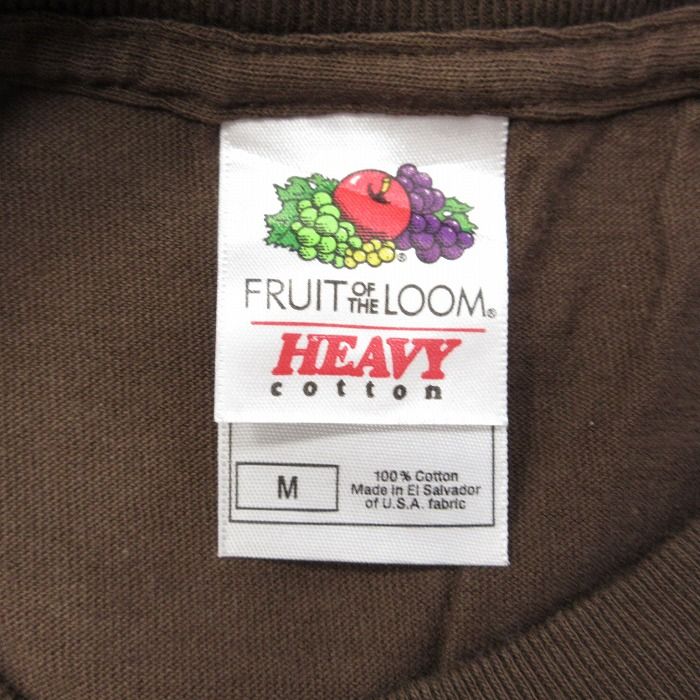 FRUIT OF THE LOOM®
HEAVY
cotton
M
100% Cotton
Made in El Salvador
of U.S.A. fabric